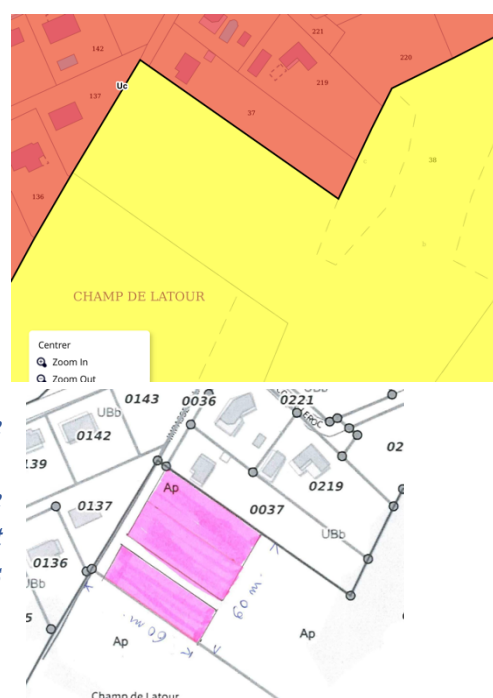 221
142
220
Uc
137
219
37
38
136
CHAMP DE LATOUR
Centrer
Zoom In
Zoom Out
0143
0036
0221
UBb
UBb
EPOC
0142
02
139
Ap
0219
0137
0037
UBb
0136
UBb
60 m.
60 m.
5
Ap
Ap
Champ de Latour